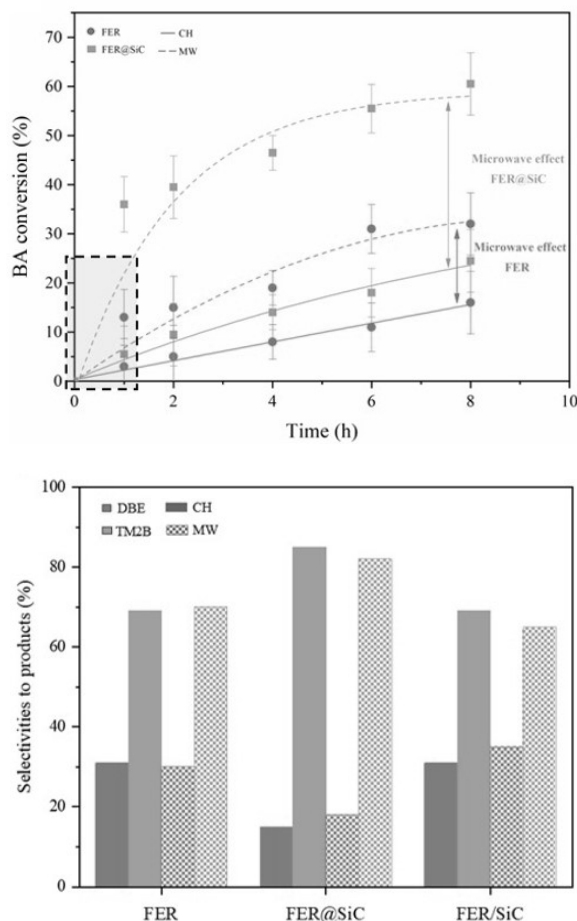 75
70
60
50
40
30
20
10
0
BA conversion (%)
FER
CH
FER@SiC
MW
Microwave effect
FER@SiC
Microwave effect
FER
0
2
4
6
8
10
Time (h)
100
80
60
40
20
0
Selectivities to products (%)
DBE
CH
TM2B
MW
FER
FER@SiC
FER/SiC